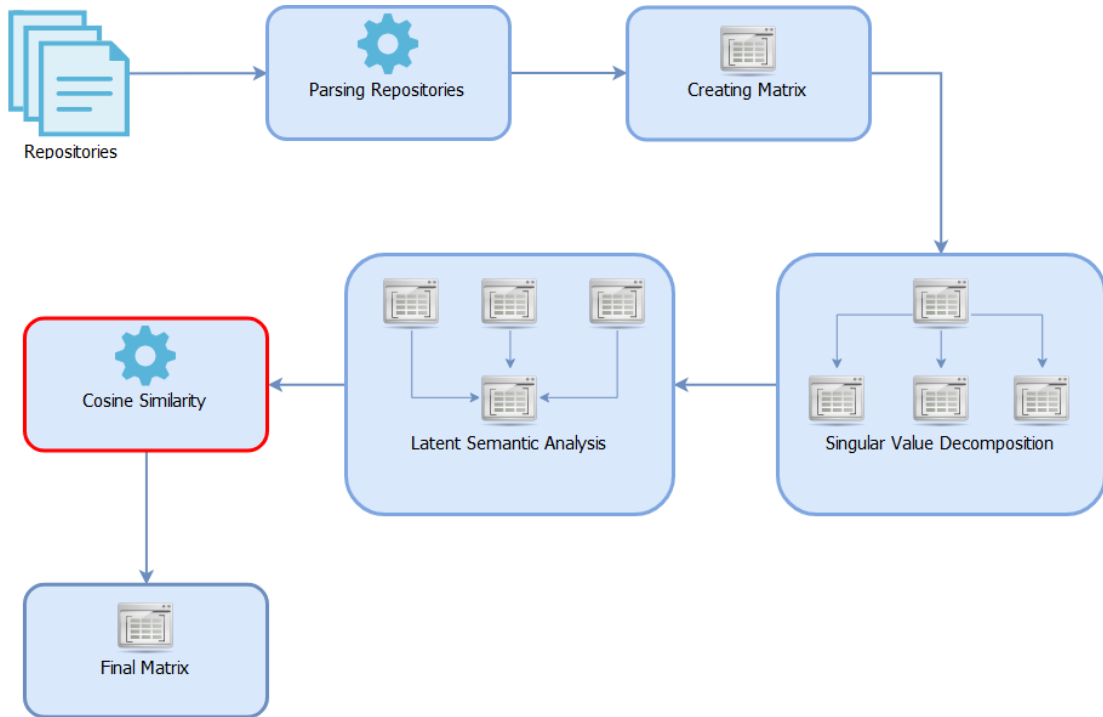 Repositories
Parsing Repositories
Creating Matrix
Singular Value Decomposition
Latent Semantic Analysis
Cosine Similarity
Final Matrix